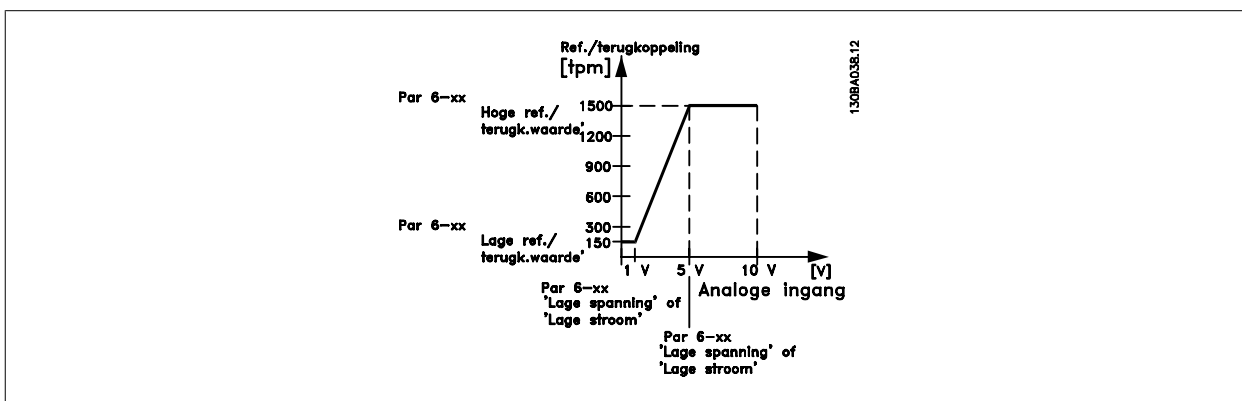 Ref./terugkoppeling
[tpm]
130BA038.12
Par 6-xx
Hoge ref./
terugk.waarde'
1500
1200
900
600
300
150
Par 6-xx
Lage ref./
terugk.waarde'
1 V
5 V
10 V
[V]
Analoge ingang
Par 6-xx
'Lage spanning' of
'Lage stroom'
Par 6-xx
'Lage spanning' of
'Lage stroom'